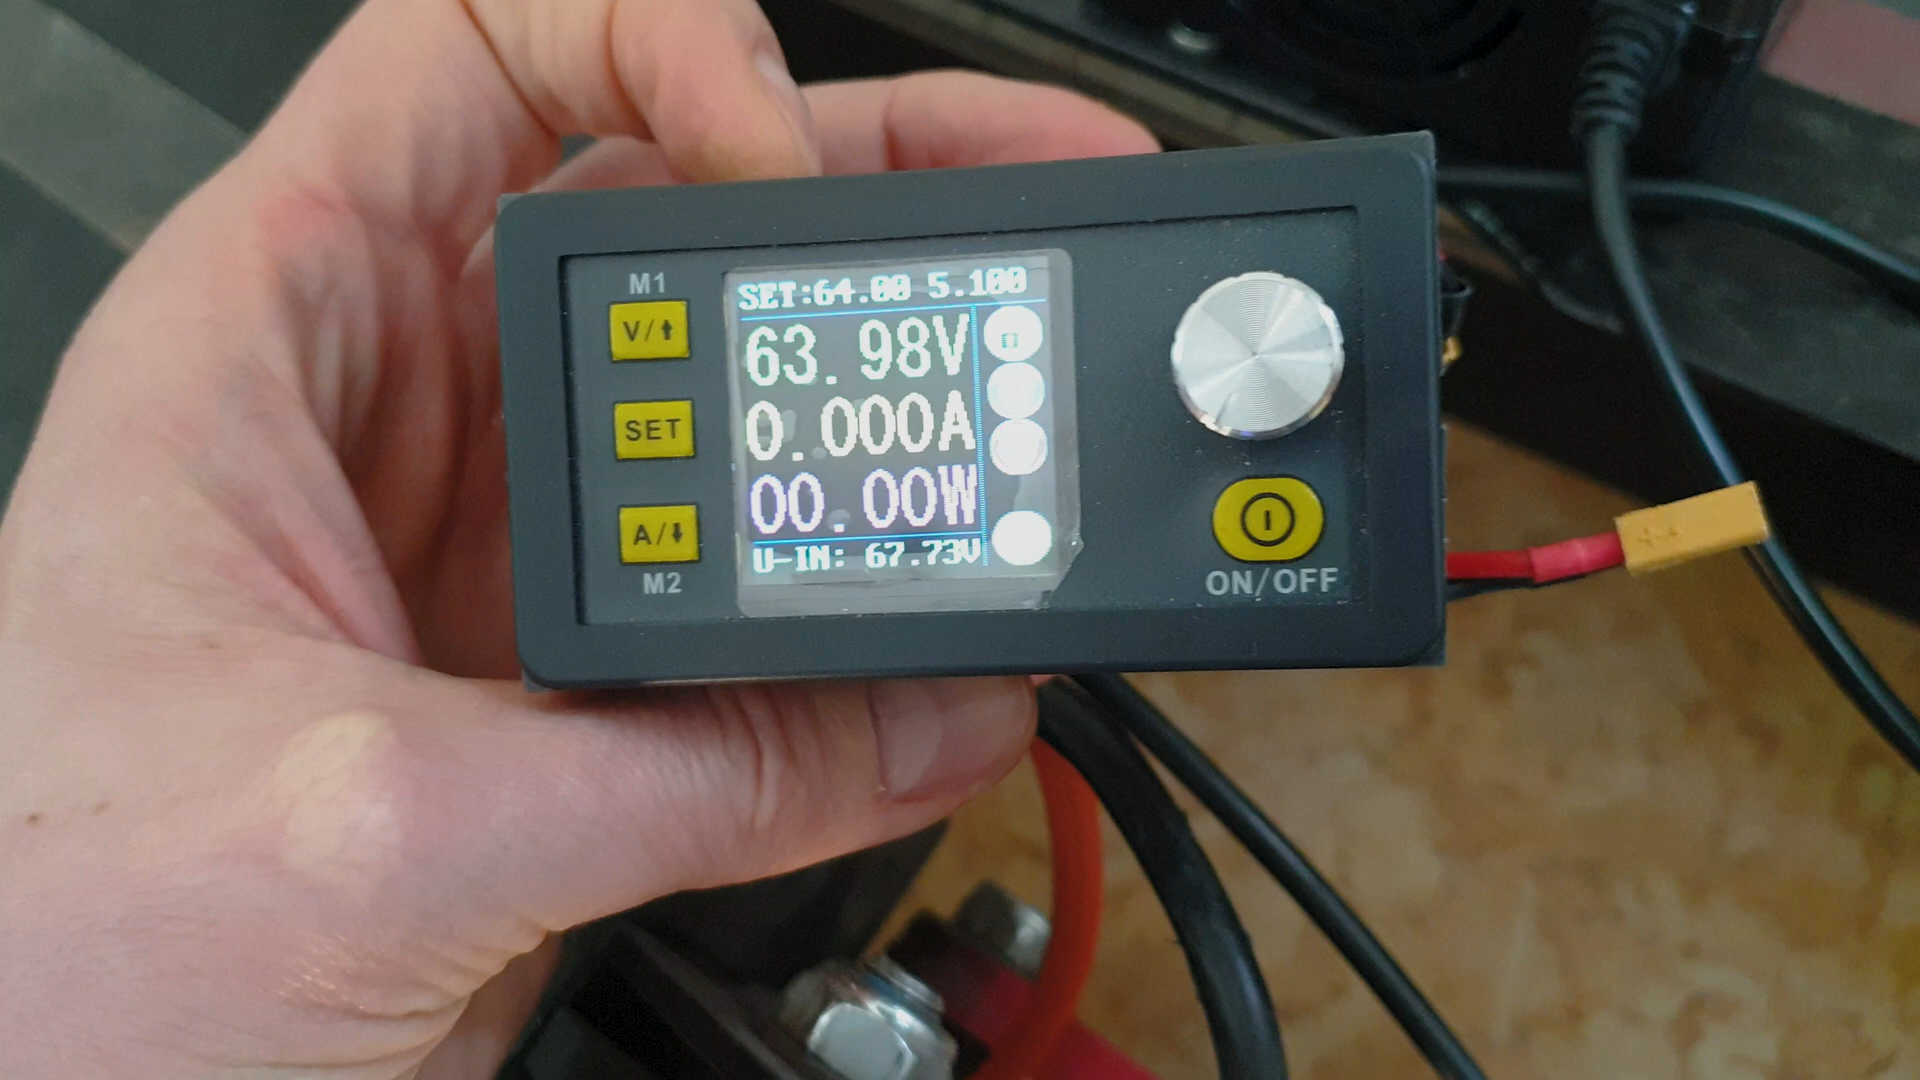 M1
V/⬆
SET
A/⬇
M2
SET:64.00 5.100
63.98V
0.000A
00.00W
U-IN: 67.73V
ON/OFF